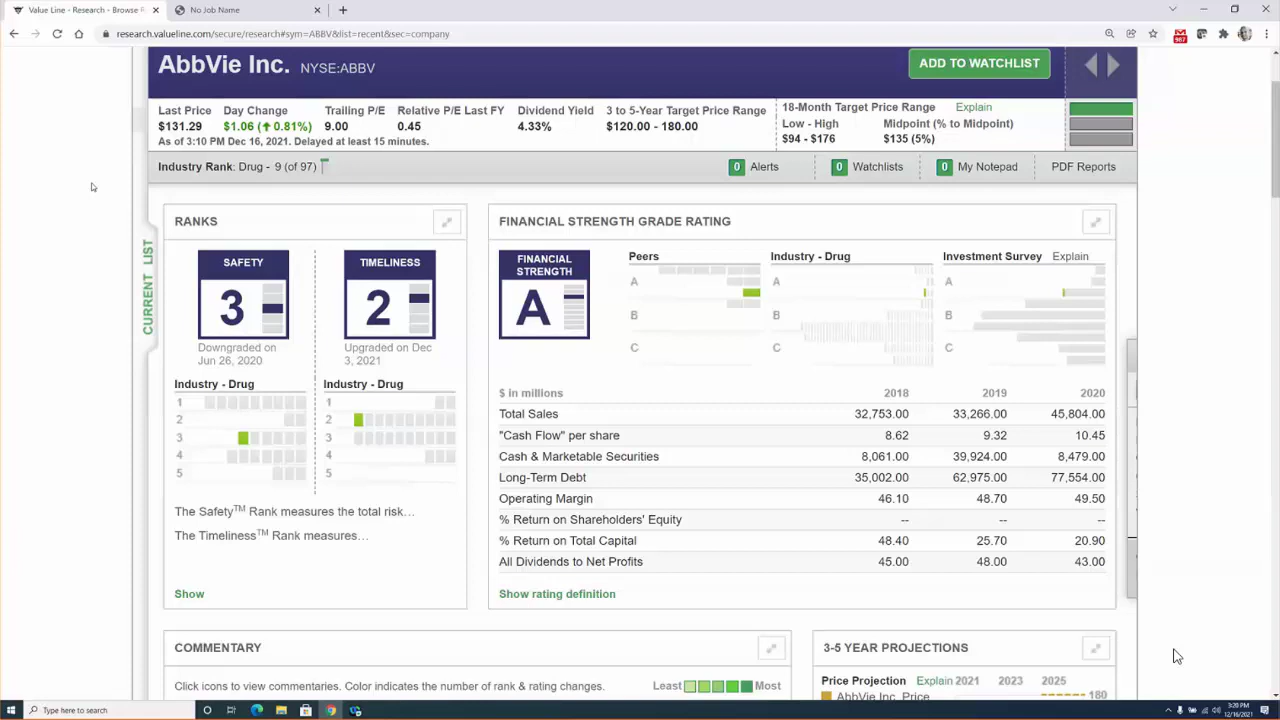 Value Line - Research - Browse R
No Job Name
research.valueline.com/secure/research#sym=ABBV&list=recent&sec=company
987
AbbVie Inc. NYSE:ABBV
ADD TO WATCHLIST
Last Price Day Change Trailing P/E Relative P/E Last FY Dividend Yield 3 to 5-Year Target Price Range
$131.29 $1.06 (↑ 0.81%) 9.00 0.45 4.33% $120.00 - 180.00
As of 3:10 PM Dec 16, 2021. Delayed at least 15 minutes.
18-Month Target Price Range Explain
Low - High Midpoint (% to Midpoint)
$94 - $176 $135 (5%)
Industry Rank: Drug - 9 (of 97)
0 Alerts 0 Watchlists 0 My Notepad PDF Reports
CURRENT LIST
RANKS
SAFETY
3
Downgraded on
Jun 26, 2020
TIMELINESS
2
Upgraded on Dec
3, 2021
Industry - Drug
1
2
3
4
5
Industry - Drug
1
2
3
4
5
The Safety™ Rank measures the total risk…
The Timeliness™ Rank measures…
Show
FINANCIAL STRENGTH GRADE RATING
FINANCIAL
STRENGTH
A
Peers
A
B
C
Industry - Drug
A
B
C
Investment Survey Explain
A
B
C
$ in millions 2018 2019 2020
Total Sales 32,753.00 33,266.00 45,804.00
"Cash Flow" per share 8.62 9.32 10.45
Cash & Marketable Securities 8,061.00 39,924.00 8,479.00
Long-Term Debt 35,002.00 62,975.00 77,554.00
Operating Margin 46.10 48.70 49.50
% Return on Shareholders' Equity -- -- --
% Return on Total Capital 48.40 25.70 20.90
All Dividends to Net Profits 45.00 48.00 43.00
Show rating definition
COMMENTARY
Click icons to view commentaries. Color indicates the number of rank & rating changes.
Least Most
3-5 YEAR PROJECTIONS
Price Projection Explain 2021 2023 2025
AbbVie Inc. Price 180
Type here to search
3:20 PM
12/16/2021